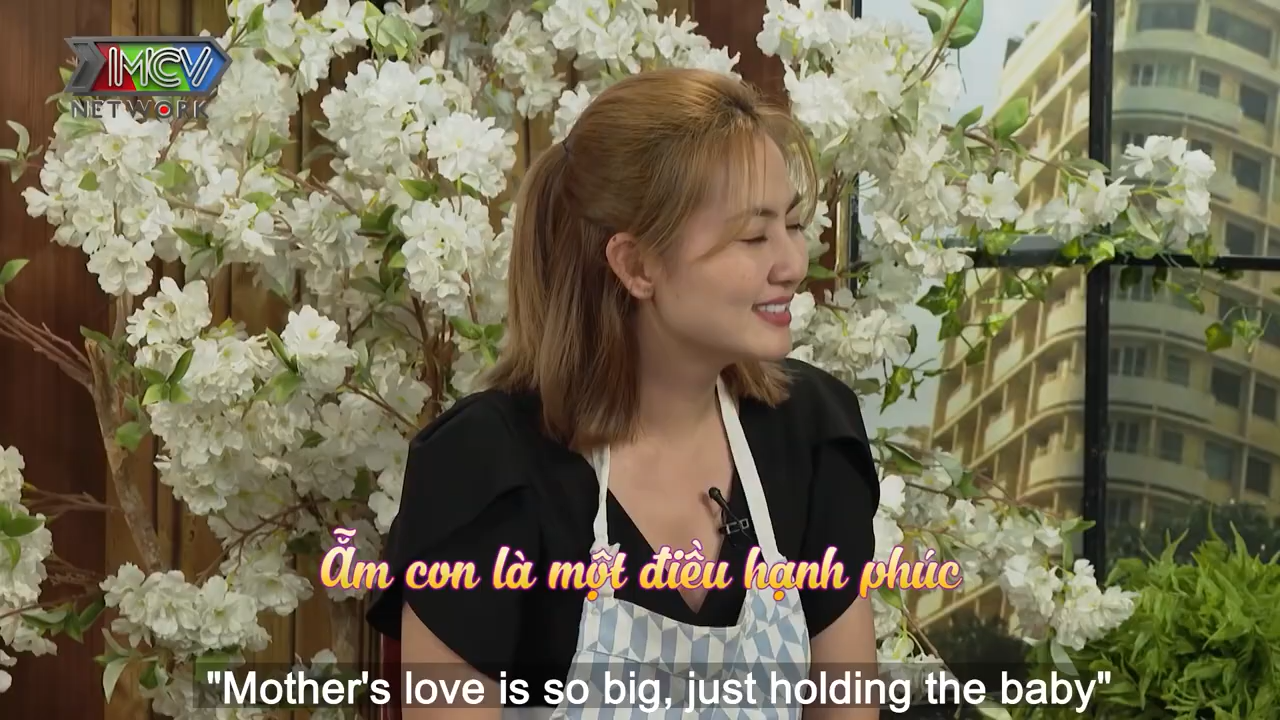 MCV
NETWORK
Ẵm con là một điều hạnh phúc
"Mother's love is so big, just holding the baby"